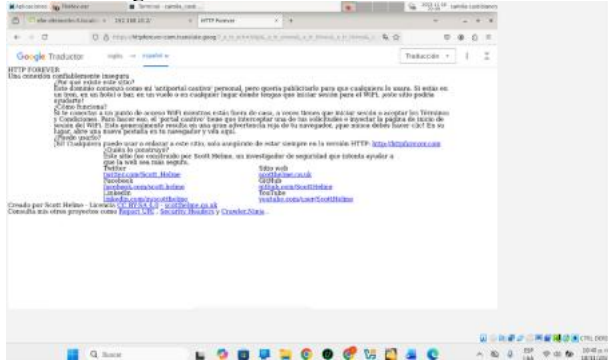 Aplicaciones
HTTP Forever
Google Traductor
inglés
español
Traducción
HTTP FOREVER
Una conexión confiablemente insegura
¿Por qué existe este sitio?
Este dominio comenzó como mi 'antiportal cautivo' personal, pero quería publicitarlo para que cualquiera lo usara. Si estás en
un tren, en un hotel o bar, en un vuelo o en cualquier lugar donde tengas que iniciar sesión para el WiFi, ¡este sitio podría
ayudarte!
¿Cómo funciona?
Si te conectas a un punto de acceso WiFi mientras estás fuera de casa, a veces tienes que iniciar sesión o aceptar los Términos
y Condiciones. Para hacer eso, el 'portal cautivo' tiene que interceptar una de tus solicitudes e inyectar la página de inicio de
sesión del WiFi. Esto generalmente resulta en una gran advertencia roja de tu navegador, ¡que nunca debes hacer clic! En su
lugar, abre una nueva pestaña en tu navegador y ven aquí.
¿Puedo usarlo?
¡Sí! Cualquiera puede usar o enlazar a este sitio, solo asegúrate de estar siempre en la versión HTTP: http://httpforever.com
¿Quién lo construyó?
Este sitio fue construido por Scott Helme, un investigador de seguridad que intenta ayudar a
que la web sea más segura.
Twitter
twitter.com/Scott_Helme
Facebook
facebook.com/scott.helme
LinkedIn
Sitio web
scotthelme.co.uk
GitHub
github.com/ScottHelme
YouTube
youtube.com/user/ScottHelme
Creado por Scott Helme - Licencia CC BY-SA 4.0 - scotthelme.co.uk
Consulta mis otros proyectos como Report URI , Security Headers y Crawler.Ninja .
Buscar
ESP